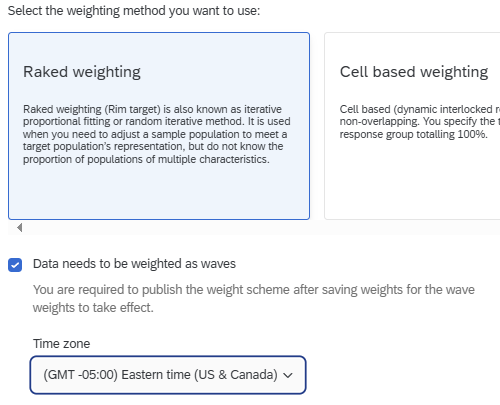 Select the weighting method you want to use:
Raked weighting
Raked weighting (Rim target) is also known as iterative
proportional fitting or random iterative method. It is used
when you need to adjust a sample population to meet a
target population's representation, but do not know the
proportion of populations of multiple characteristics.
Cell based weighting
Cell based (dynamic interlocked
non-overlapping. You specify the
response group totalling 100%.
Data needs to be weighted as waves
You are required to publish the weight scheme after saving weights for the wave
weights to take effect.
Time zone
(GMT -05:00) Eastern time (US & Canada)